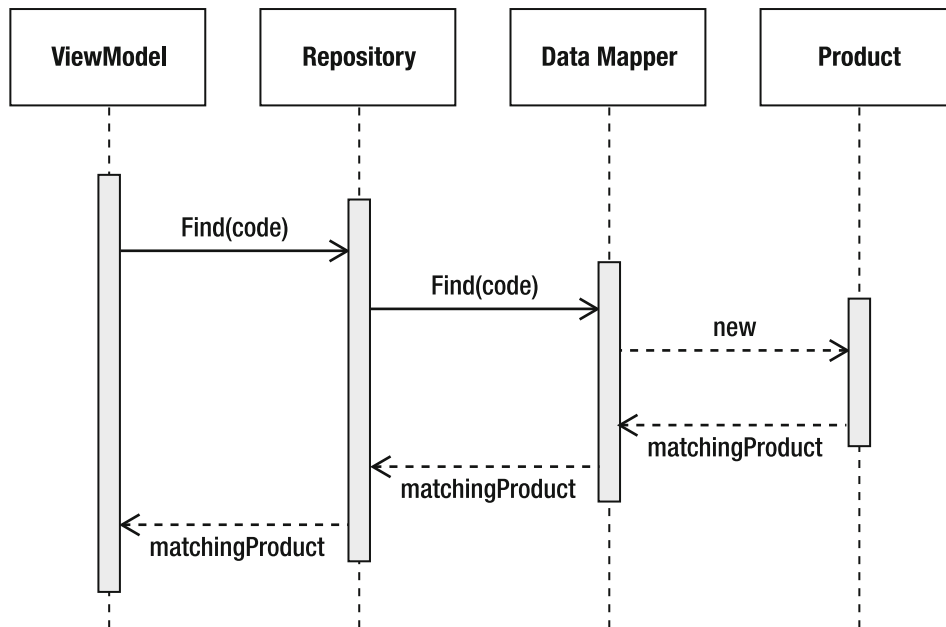 ViewModel
Repository
Data Mapper
Product
Find(code)
Find(code)
new
matchingProduct
matchingProduct
matchingProduct